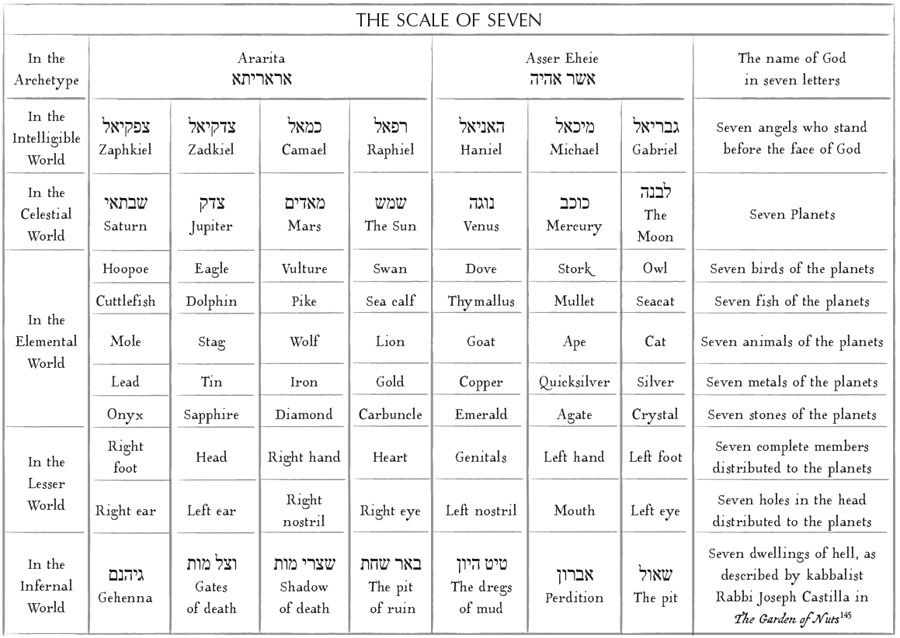 THE SCALE OF SEVEN
In the
Archetype
Ararita
אראריתא
Asser Eheie
אשר אהיה
The name of God
in seven letters
In the
Intelligible
World
צפקיאל
Zaphkiel
צדקיאל
Zadkiel
כמאל
Camael
רפאל
Raphiel
האניאל
Haniel
מיכאל
Michael
גבריאל
Gabriel
Seven angels who stand
before the face of God
In the
Celestial
World
שבתאי
Saturn
צדק
Jupiter
מאדים
Mars
שמש
The Sun
נוגה
Venus
כוכב
Mercury
לבנה
The
Moon
Seven Planets
In the
Elemental
World
Hoopoe
Eagle
Vulture
Swan
Dove
Stork
Owl
Seven birds of the planets
Cuttlefish
Dolphin
Pike
Sea calf
Thymallus
Mullet
Seacat
Seven fish of the planets
Mole
Stag
Wolf
Lion
Goat
Ape
Cat
Seven animals of the planets
Lead
Tin
Iron
Gold
Copper
Quicksilver
Silver
Seven metals of the planets
Onyx
Sapphire
Diamond
Carbuncle
Emerald
Agate
Crystal
Seven stones of the planets
In the
Lesser
World
Right
foot
Head
Right hand
Heart
Genitals
Left hand
Left foot
Seven complete members
distributed to the planets
Right ear
Left ear
Right
nostril
Right eye
Left nostril
Mouth
Left eye
Seven holes in the head
distributed to the planets
In the
Infernal
World
גיהנם
Gehenna
וצל מות
Gates
of death
שצרי מות
Shadow
of death
באר שחת
The pit
of ruin
טיט היון
The dregs
of mud
אברון
Perdition
שאול
The pit
Seven dwellings of hell, as
described by kabbalist
Rabbi Joseph Castilla in
The Garden of Nuts¹⁴⁵